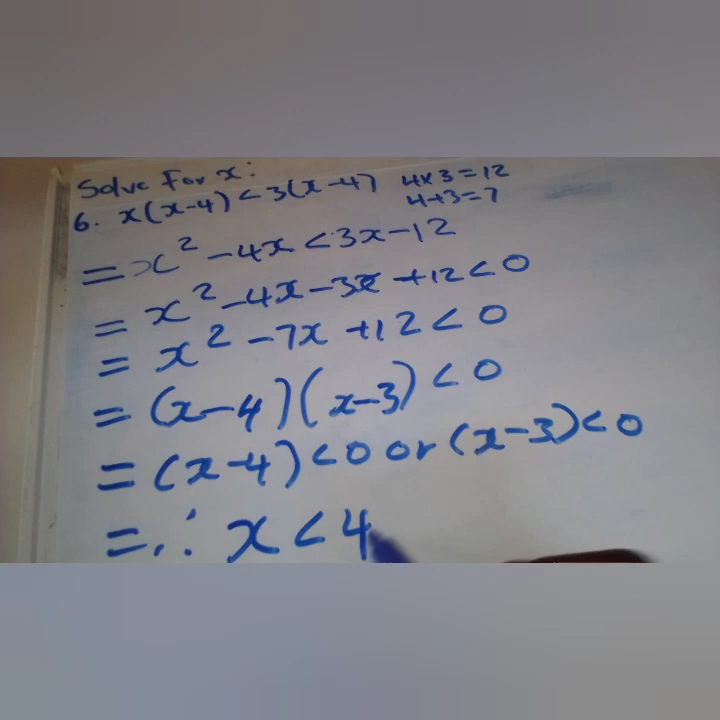 Solve For x:
6. x(x-4) < 3(x-4) 4x3=12
4+3=7
= x² -4x < 3x-12
= x² -4x-3x +12 < 0
= x² -7x +12 < 0
= (x-4)(x-3) < 0
= (x-4) < 0 or (x-3) < 0
= ∴ x < 4